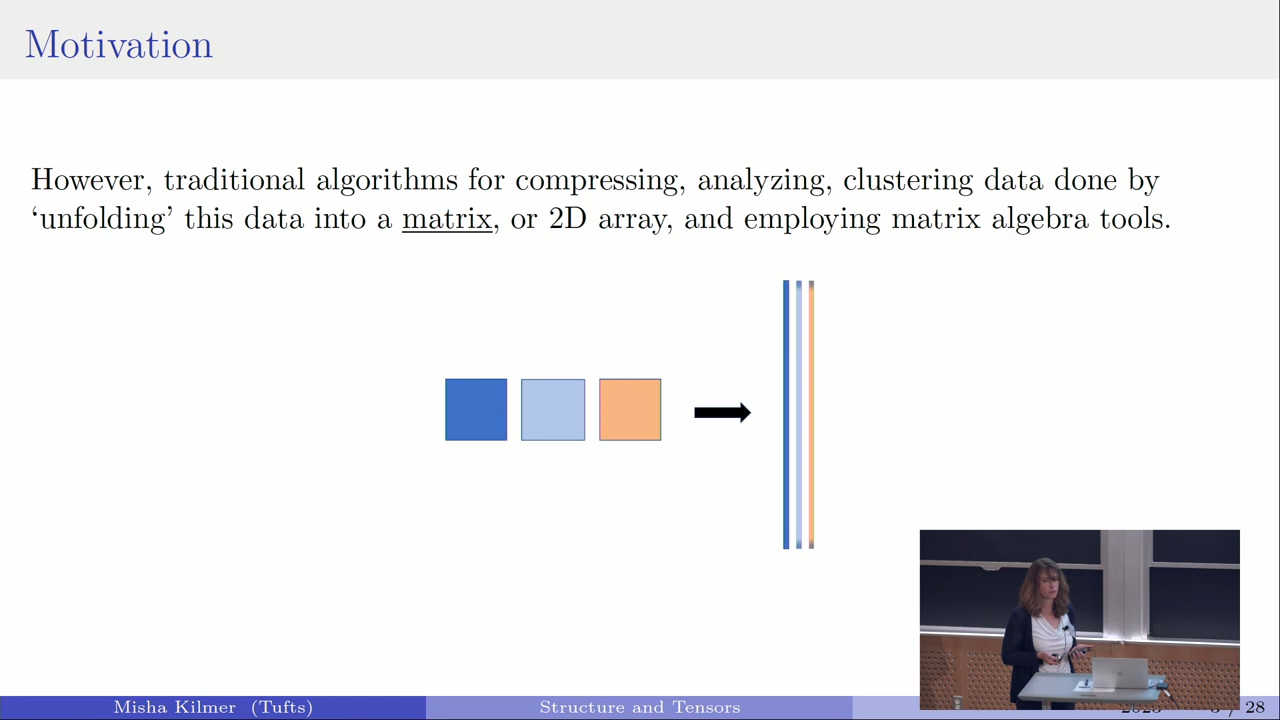 Motivation
However, traditional algorithms for compressing, analyzing, clustering data done by
‘unfolding’ this data into a matrix, or 2D array, and employing matrix algebra tools.
Misha Kilmer (Tufts)
Structure and Tensors
/ 28